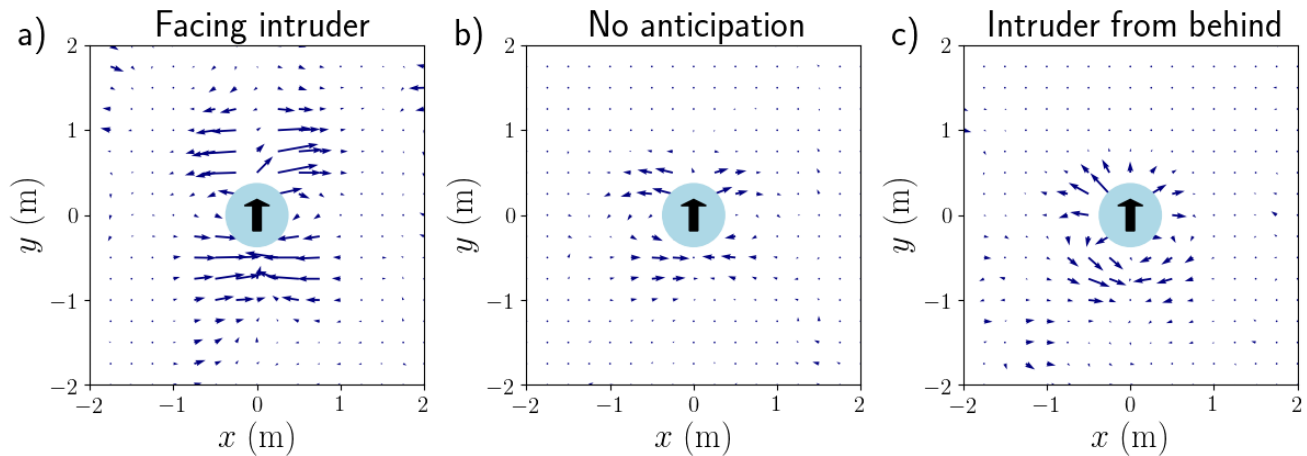 a) Facing intruder
b) No anticipation
c) Intruder from behind
2
1
0
−1
−2
y (m)
−2 −1 0 1 2
x (m)
2
1
0
−1
−2
y (m)
−2 −1 0 1 2
x (m)
2
1
0
−1
−2
y (m)
−2 −1 0 1 2
x (m)